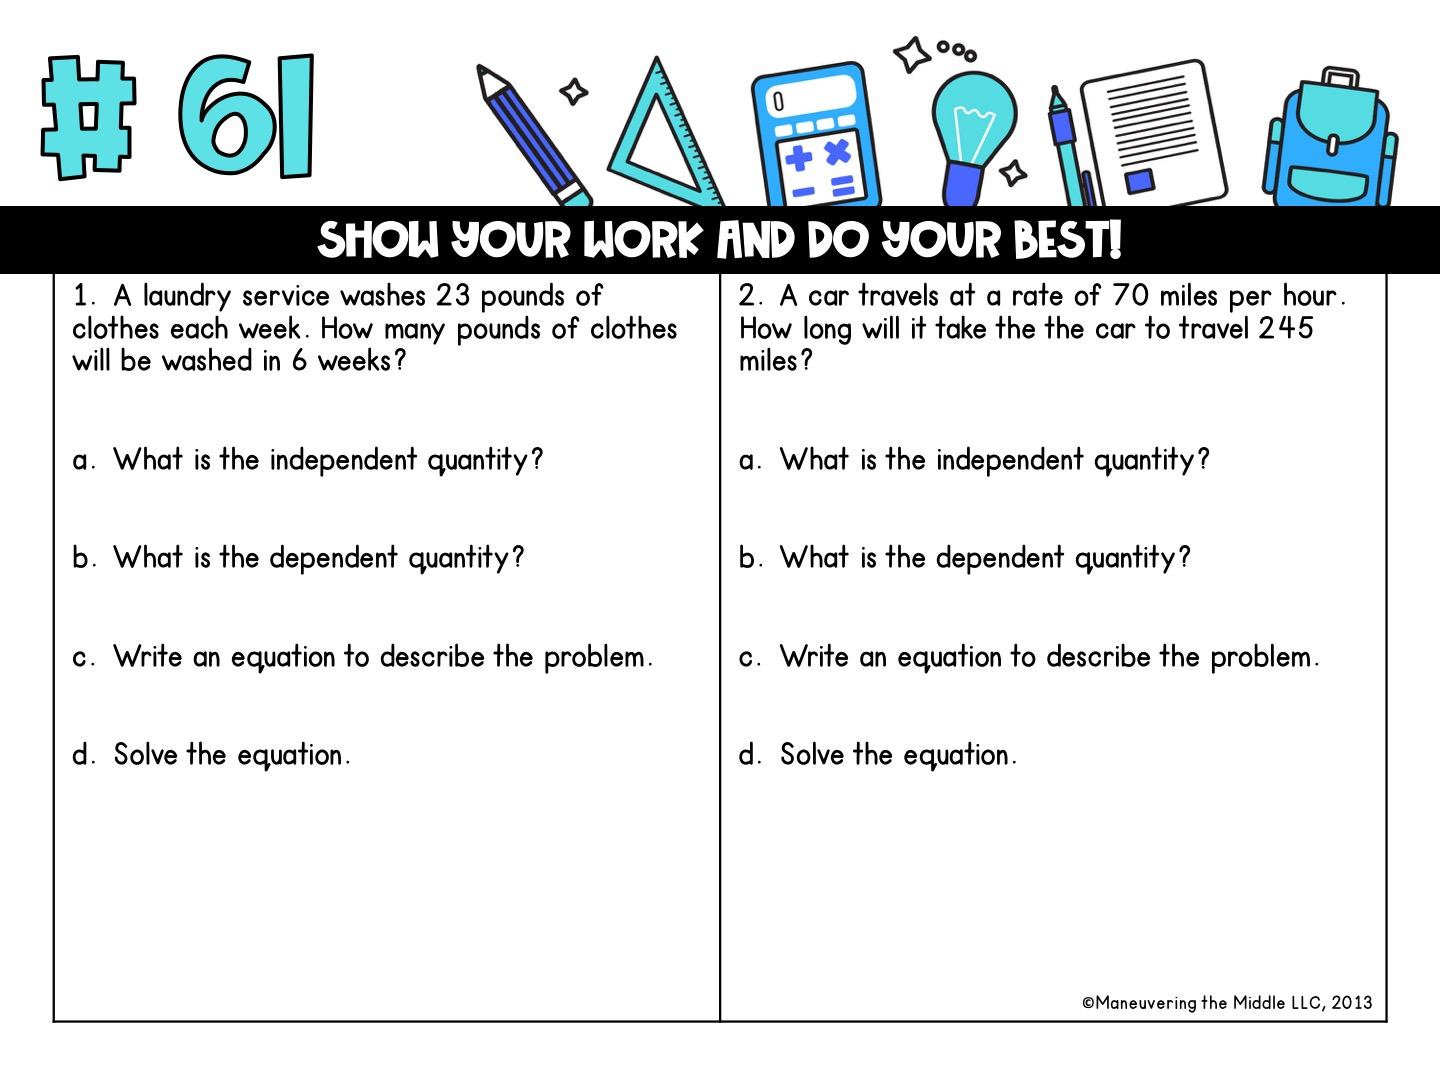 # 61
SHOW YOUR WORK AND DO YOUR BEST!
1. A laundry service washes 23 pounds of
clothes each week. How many pounds of clothes
will be washed in 6 weeks?
a. What is the independent quantity?
b. What is the dependent quantity?
c. Write an equation to describe the problem.
d. Solve the equation.
2. A car travels at a rate of 70 miles per hour.
How long will it take the the car to travel 245
miles?
a. What is the independent quantity?
b. What is the dependent quantity?
c. Write an equation to describe the problem.
d. Solve the equation.
©Maneuvering the Middle LLC, 2013